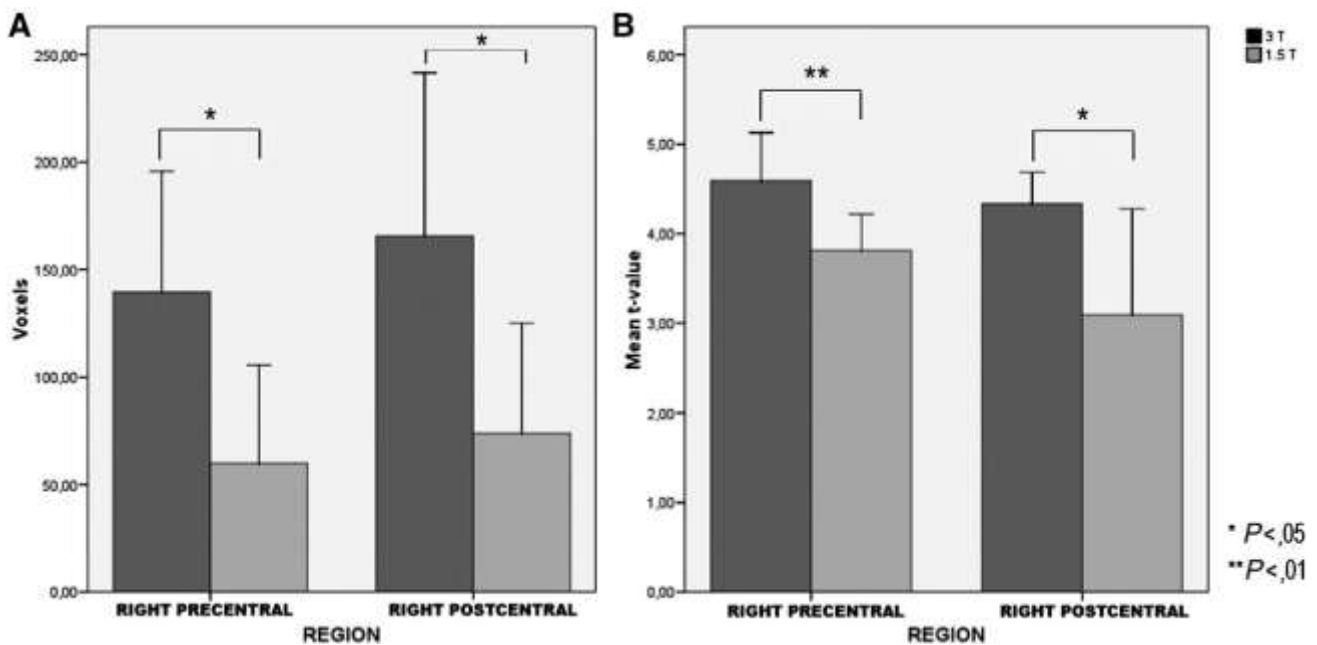 A
250,00
200,00
150,00
100,00
50,00
0,00
Voxels
*
*
RIGHT PRECENTRAL
RIGHT POSTCENTRAL
REGION
B
6,00
5,00
4,00
3,00
2,00
1,00
0,00
Mean t-value
**
*
RIGHT PRECENTRAL
RIGHT POSTCENTRAL
REGION
3 T
1.5 T
* P<,05
**P<,01